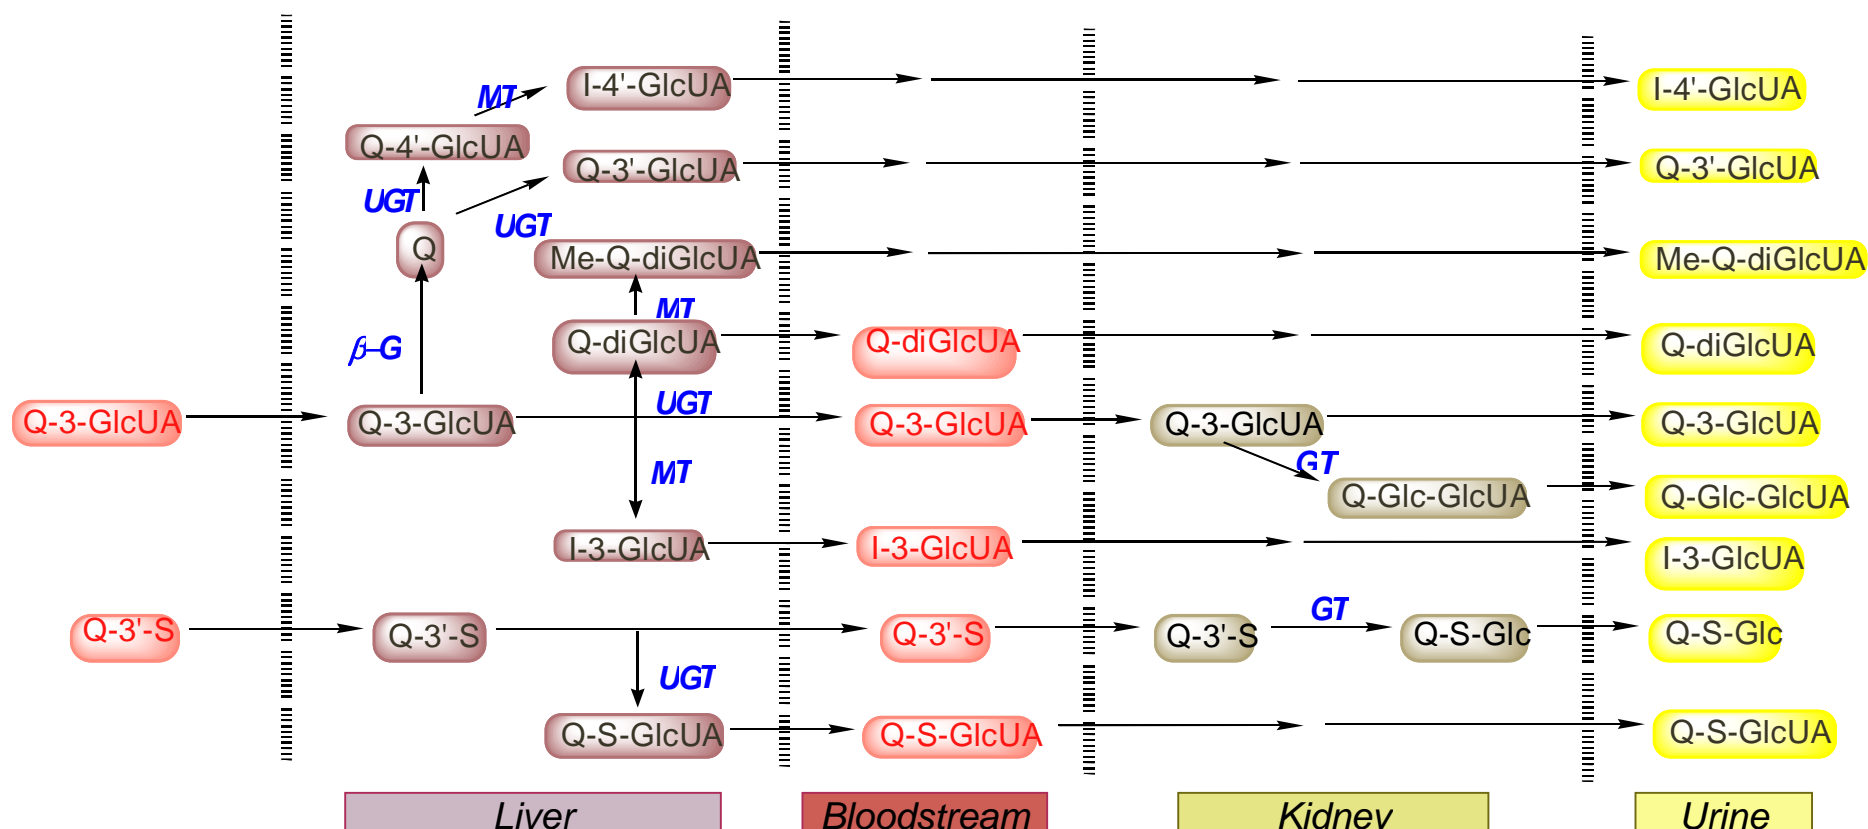 I-4'-GlcUA
I-4'-GlcUA
MT
Q-4'-GlcUA
Q-3'-GlcUA
Q-3'-GlcUA
UGT
UGT
Q
Me-Q-diGlcUA
Me-Q-diGlcUA
MT
Q-diGlcUA
Q-diGlcUA
Q-diGlcUA
β–G
UGT
Q-3-GlcUA
Q-3-GlcUA
Q-3-GlcUA
Q-3-GlcUA
Q-3-GlcUA
MT
GT
Q-Glc-GlcUA
Q-Glc-GlcUA
I-3-GlcUA
I-3-GlcUA
I-3-GlcUA
GT
Q-3'-S
Q-3'-S
Q-3'-S
Q-3'-S
Q-S-Glc
Q-S-Glc
UGT
Q-S-GlcUA
Q-S-GlcUA
Q-S-GlcUA
Liver
Bloodstream
Kidney
Urine